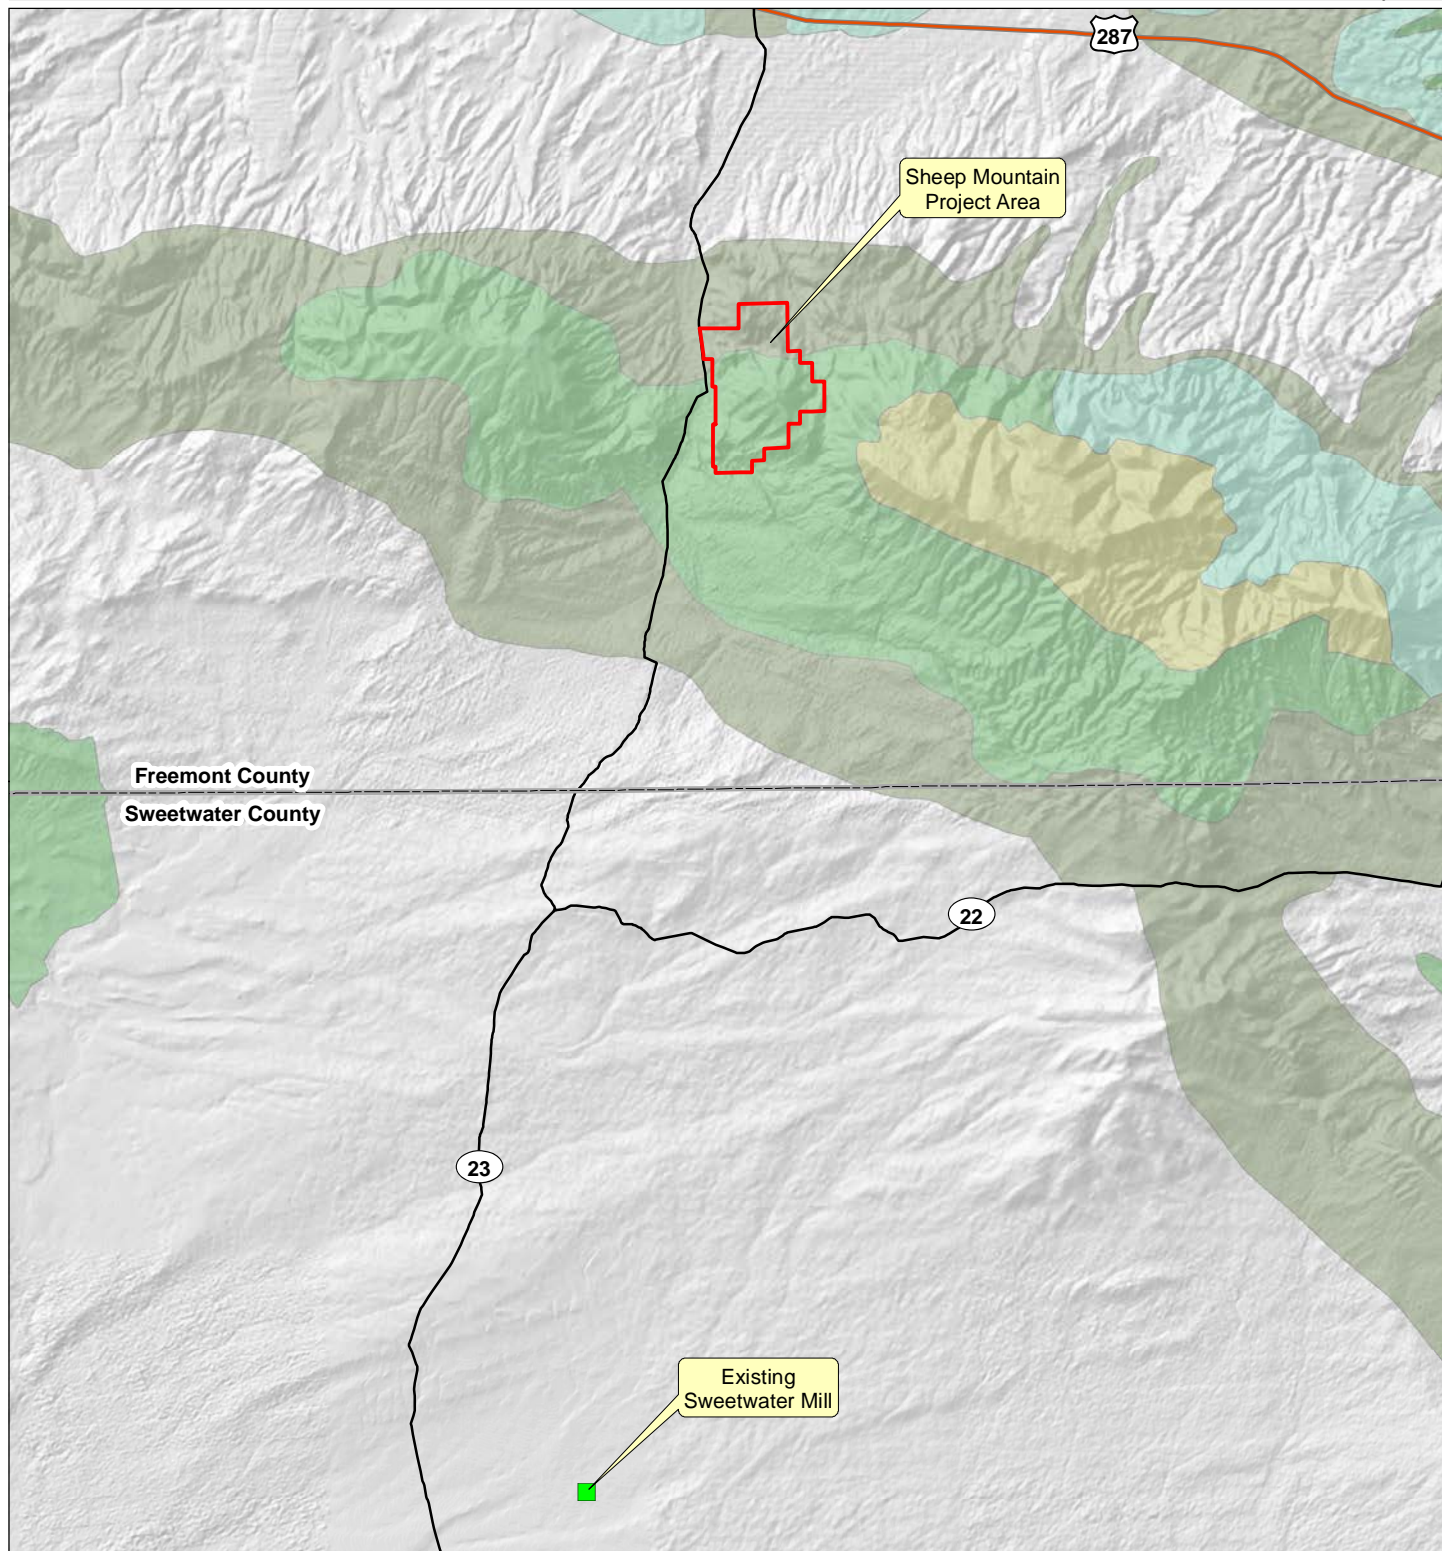 287
Sheep Mountain
Project Area
Freemont County
Sweetwater County
22
23
Existing
Sweetwater Mill